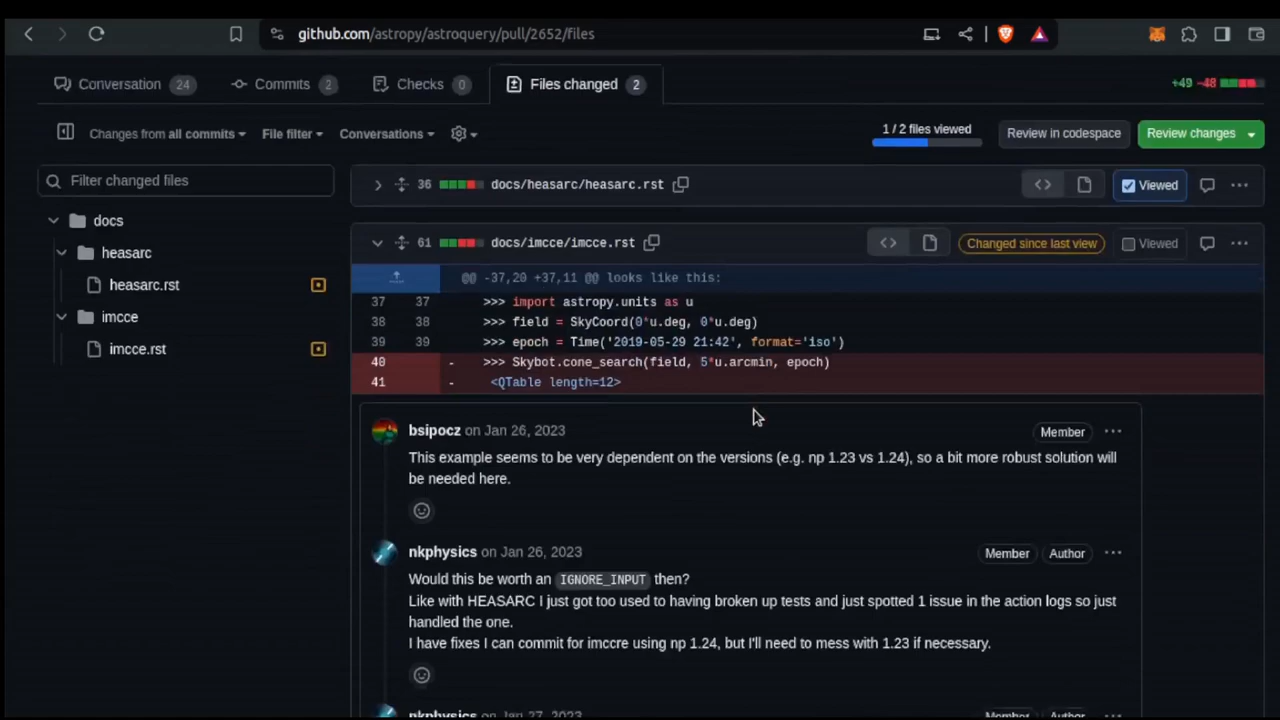 github.com/astropy/astroquery/pull/2652/files
Conversation 24
Commits 2
Checks 0
Files changed 2
+49 -48
Changes from all commits
File filter
Conversations
1 / 2 files viewed
Review in codespace
Review changes
Filter changed files
docs
heasarc
heasarc.rst
imcce
imcce.rst
36 docs/heasarc/heasarc.rst
Viewed
61 docs/imcce/imcce.rst
Changed since last view
Viewed
@@ -37,20 +37,11 @@ looks like this:
37 37 >>> import astropy.units as u
38 38 >>> field = SkyCoord(0*u.deg, 0*u.deg)
39 39 >>> epoch = Time('2019-05-29 21:42', format='iso')
40 - >>> Skybot.cone_search(field, 5*u.arcmin, epoch)
41 - <QTable length=12>
bsipocz on Jan 26, 2023
Member
This example seems to be very dependent on the versions (e.g. np 1.23 vs 1.24), so a bit more robust solution will
be needed here.
nkphysics on Jan 26, 2023
Member
Author
Would this be worth an IGNORE_INPUT then?
Like with HEASARC I just got too used to having broken up tests and just spotted 1 issue in the action logs so just
handled the one.
I have fixes I can commit for imccre using np 1.24, but I'll need to mess with 1.23 if necessary.
nkphysics on Jan 27, 2023
Member
Author